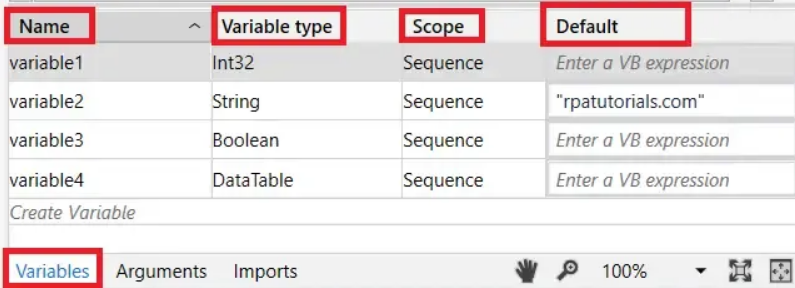 Name Variable type Scope Default
variable1 Int32 Sequence Enter a VB expression
variable2 String Sequence "rpatutorials.com"
variable3 Boolean Sequence Enter a VB expression
variable4 DataTable Sequence Enter a VB expression
Create Variable
Variables Arguments Imports 100%